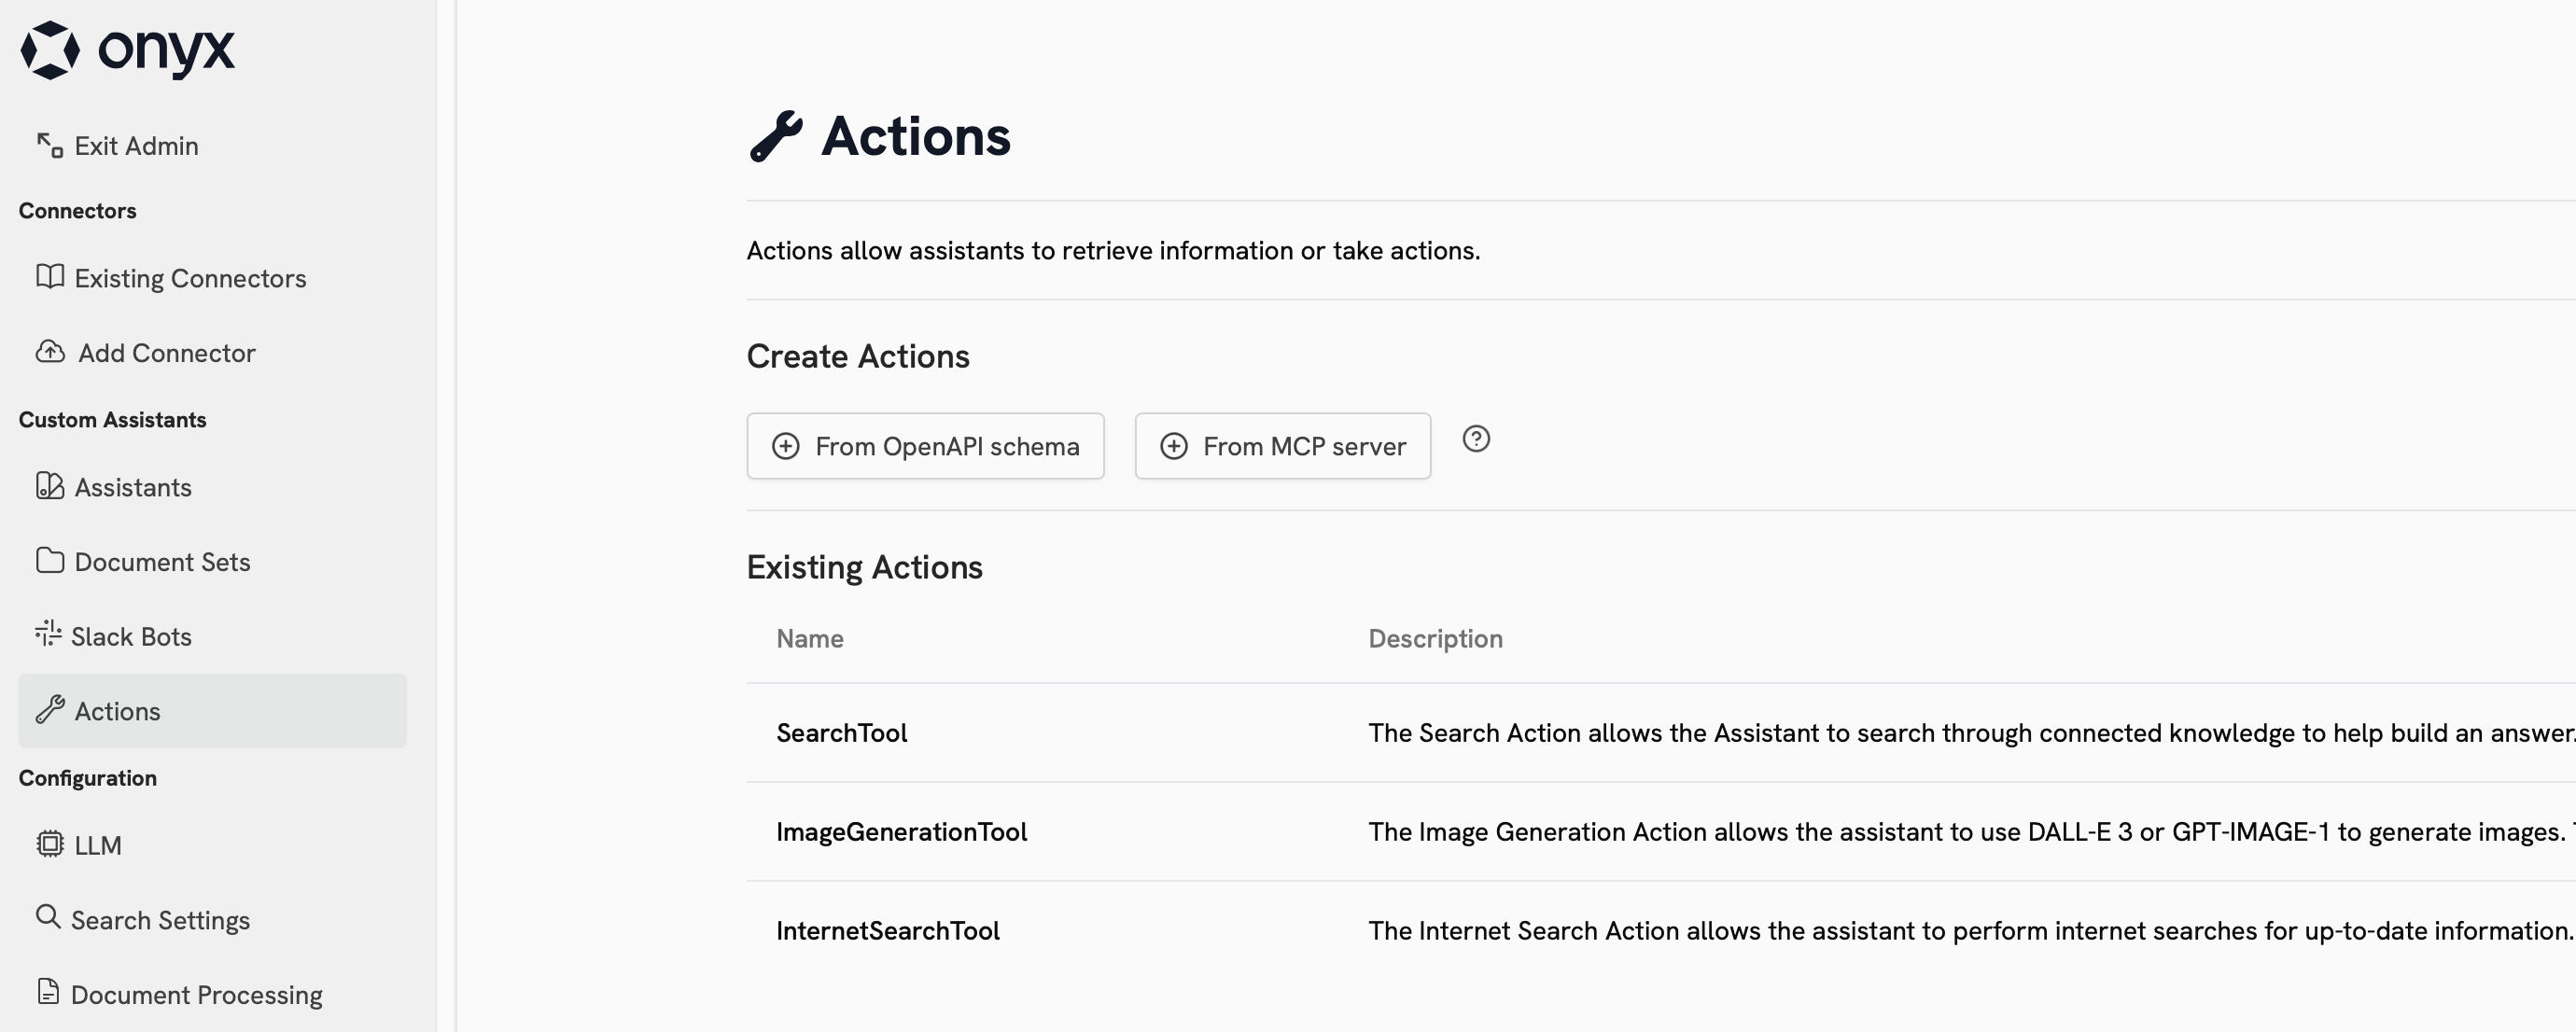 onyx
Exit Admin
Connectors
Existing Connectors
Add Connector
Custom Assistants
Assistants
Document Sets
Slack Bots
Actions
Configuration
LLM
Search Settings
Document Processing
Actions
Actions allow assistants to retrieve information or take actions.
Create Actions
From OpenAPI schema
From MCP server
Existing Actions
Name Description
SearchTool The Search Action allows the Assistant to search through connected knowledge to help build an answer.
ImageGenerationTool The Image Generation Action allows the assistant to use DALL-E 3 or GPT-IMAGE-1 to generate images.
InternetSearchTool The Internet Search Action allows the assistant to perform internet searches for up-to-date information.